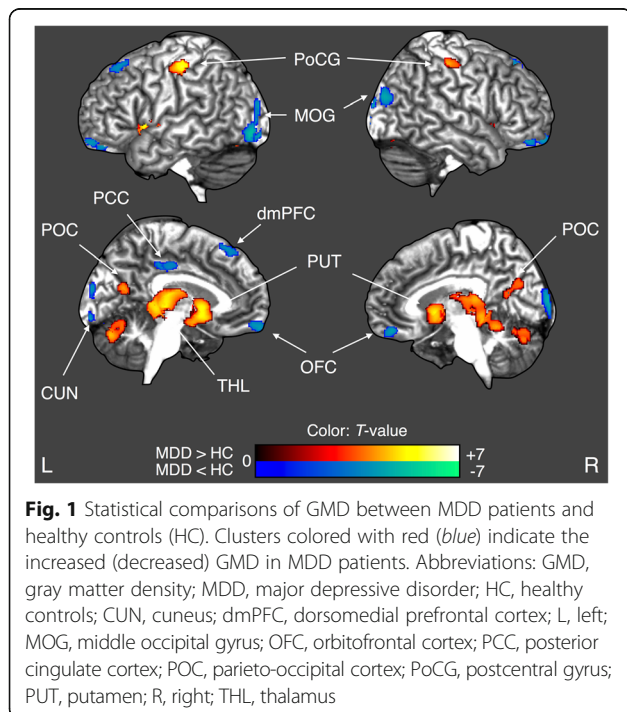 PoCG
MOG
PCC
dmPFC
POC
PUT
POC
CUN
THL
OFC
Color: T-value
MDD > HC
MDD < HC
0
+7
-7
L
R
Fig. 1 Statistical comparisons of GMD between MDD patients and
healthy controls (HC). Clusters colored with red (blue) indicate the
increased (decreased) GMD in MDD patients. Abbreviations: GMD,
gray matter density; MDD, major depressive disorder; HC, healthy
controls; CUN, cuneus; dmPFC, dorsomedial prefrontal cortex; L, left;
MOG, middle occipital gyrus; OFC, orbitofrontal cortex; PCC, posterior
cingulate cortex; POC, parieto-occipital cortex; PoCG, postcentral gyrus;
PUT, putamen; R, right; THL, thalamus